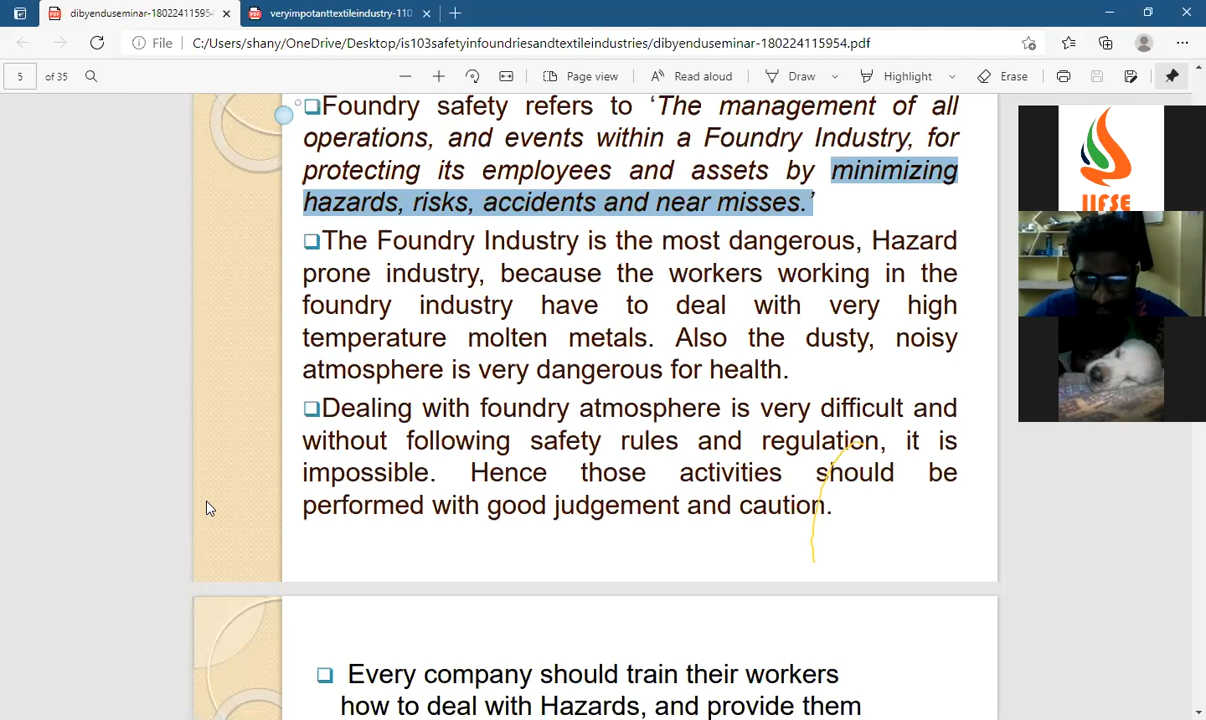 dibyenduseminar-180224115954
veryimpotanttextileindustry-110
File
C:/Users/shany/OneDrive/Desktop/is103safetyinfoundriesandtextileindustries/dibyenduseminar-180224115954.pdf
5 of 35
Page view
Read aloud
Draw
Highlight
Erase
Foundry safety refers to ‘The management of all
operations, and events within a Foundry Industry, for
protecting its employees and assets by minimizing
hazards, risks, accidents and near misses.’
The Foundry Industry is the most dangerous, Hazard
prone industry, because the workers working in the
foundry industry have to deal with very high
temperature molten metals. Also the dusty, noisy
atmosphere is very dangerous for health.
Dealing with foundry atmosphere is very difficult and
without following safety rules and regulation, it is
impossible. Hence those activities should be
performed with good judgement and caution.
Every company should train their workers
how to deal with Hazards, and provide them
IIFSE